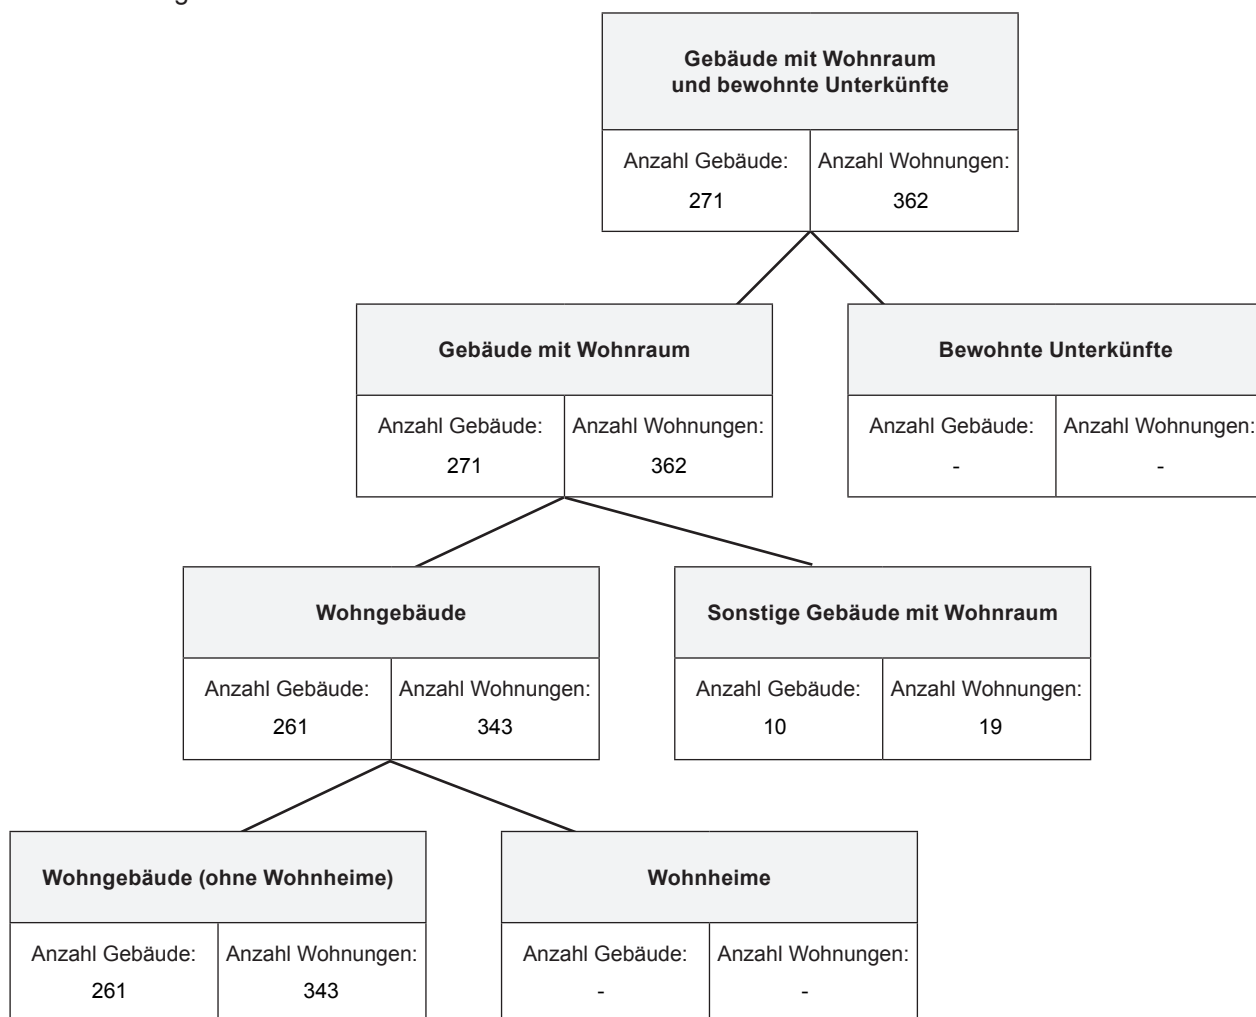 Gebäude mit Wohnraum
und bewohnte Unterkünfte
Anzahl Gebäude: Anzahl Wohnungen:
271 362
Gebäude mit Wohnraum
Anzahl Gebäude: Anzahl Wohnungen:
271 362
Bewohnte Unterkünfte
Anzahl Gebäude: Anzahl Wohnungen:
- -
Wohngebäude
Anzahl Gebäude: Anzahl Wohnungen:
261 343
Sonstige Gebäude mit Wohnraum
Anzahl Gebäude: Anzahl Wohnungen:
10 19
Wohngebäude (ohne Wohnheime)
Anzahl Gebäude: Anzahl Wohnungen:
261 343
Wohnheime
Anzahl Gebäude: Anzahl Wohnungen:
- -